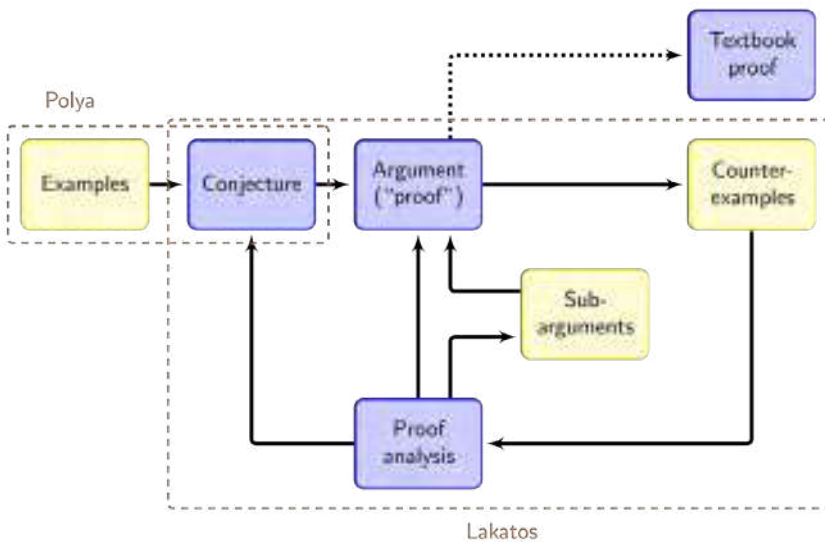 Textbook
proof
Polya
Examples
Conjecture
Argument
("proof")
Counter-
examples
Sub-
arguments
Proof
analysis
Lakatos